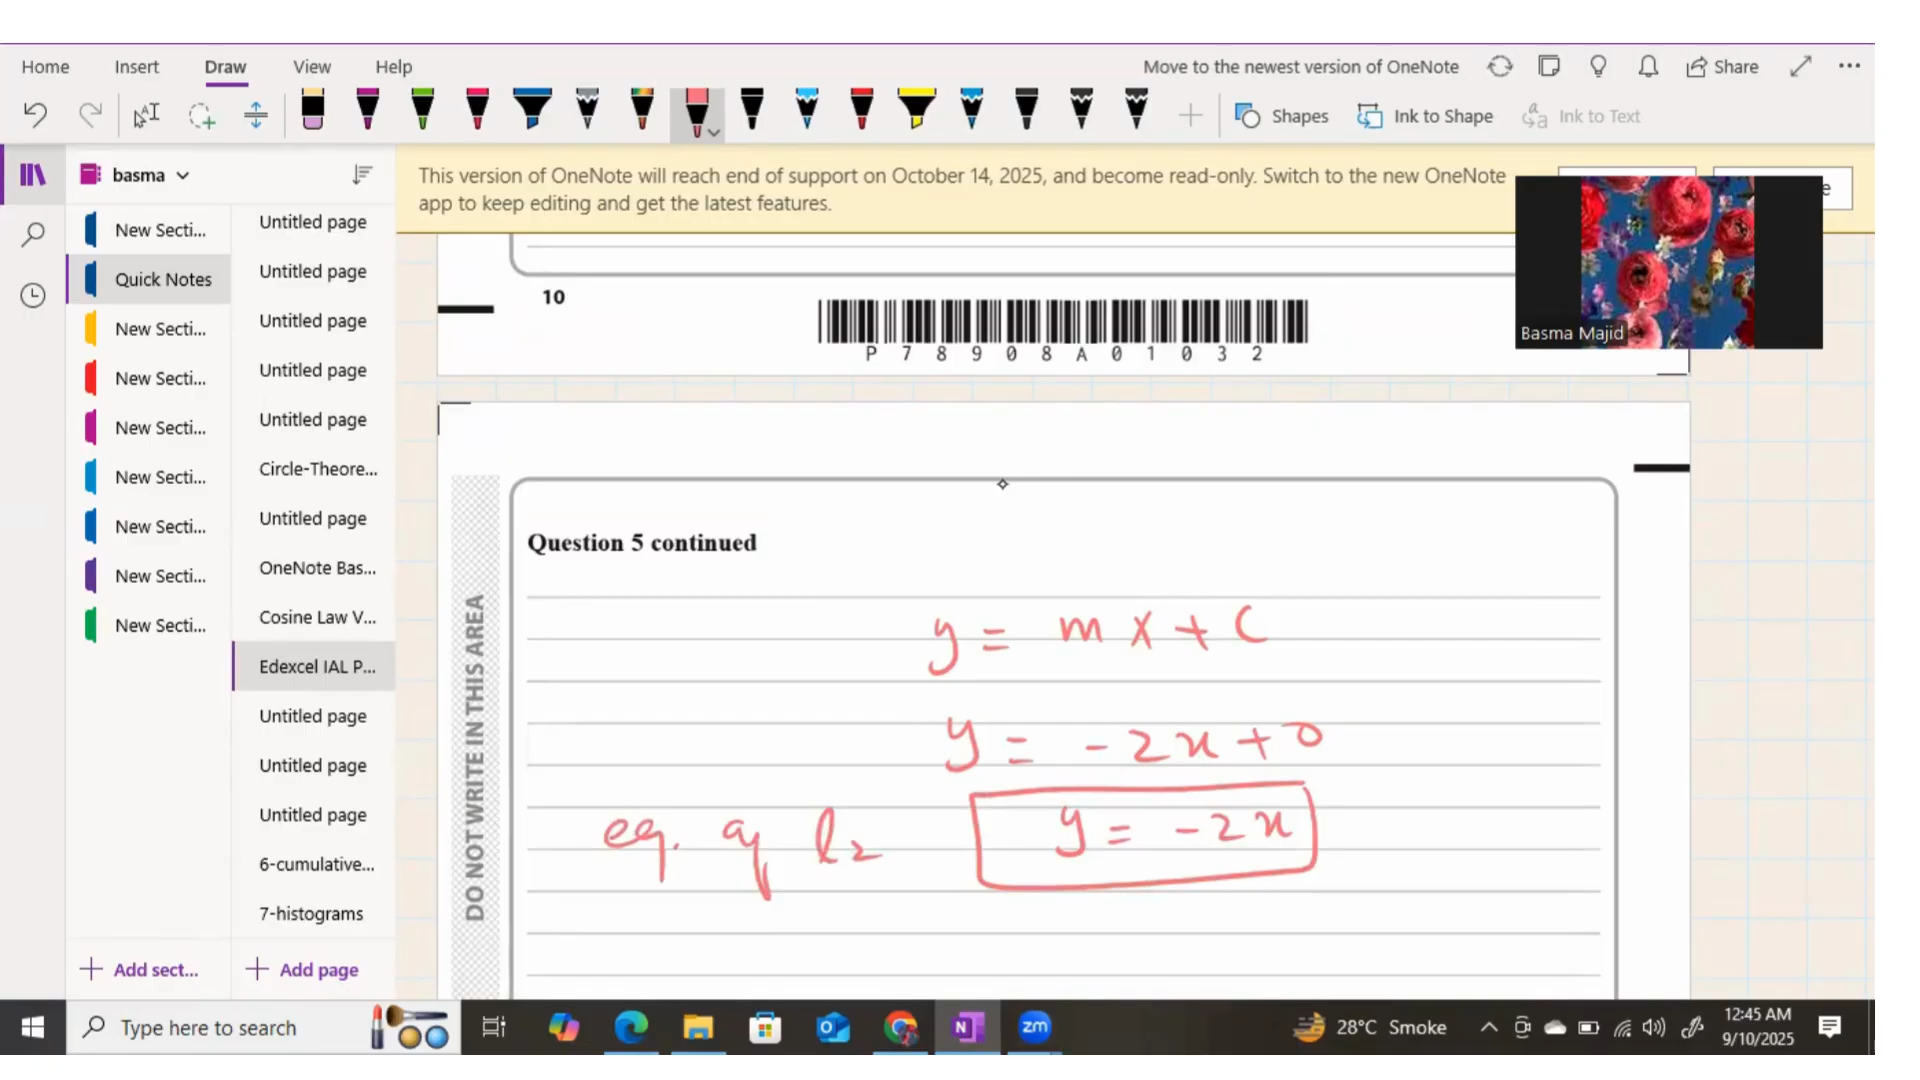 Home Insert Draw View Help Move to the newest version of OneNote Share
Shapes Ink to Shape Ink to Text
basma
This version of OneNote will reach end of support on October 14, 2025, and become read-only. Switch to the new OneNote
app to keep editing and get the latest features.
e
Basma Majid
New Secti...
Quick Notes
New Secti...
New Secti...
New Secti...
New Secti...
New Secti...
New Secti...
New Secti...
Add sect...
Untitled page
Untitled page
Untitled page
Untitled page
Untitled page
Circle-Theore...
Untitled page
OneNote Bas...
Cosine Law V...
Edexcel IAL P...
Untitled page
Untitled page
Untitled page
6-cumulative...
7-histograms
Add page
10
P 7 8 9 0 8 A 0 1 0 3 2
DO NOT WRITE IN THIS AREA
Question 5 continued
y = mx + c
y = -2x + 0
eq. of l2 y = -2x
Type here to search
zm
28°C Smoke
12:45 AM
9/10/2025